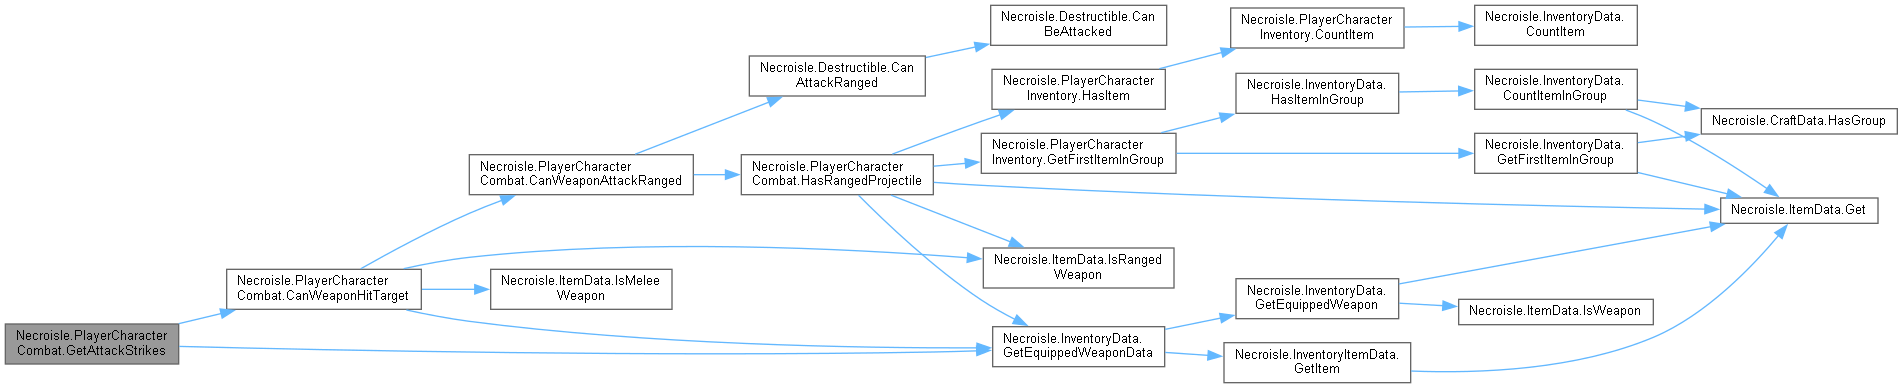 Necroisle.PlayerCharacter
Combat.GetAttackStrikes
Necroisle.PlayerCharacter
Combat.CanWeaponHitTarget
Necroisle.PlayerCharacter
Combat.CanWeaponAttackRanged
Necroisle.ItemData.IsMelee
Weapon
Necroisle.Destructible.Can
AttackRanged
Necroisle.PlayerCharacter
Combat.HasRangedProjectile
Necroisle.Destructible.Can
BeAttacked
Necroisle.PlayerCharacter
Inventory.HasItem
Necroisle.PlayerCharacter
Inventory.GetFirstItemInGroup
Necroisle.ItemData.IsRanged
Weapon
Necroisle.InventoryData.
GetEquippedWeaponData
Necroisle.PlayerCharacter
Inventory.CountItem
Necroisle.InventoryData.
HasItemInGroup
Necroisle.InventoryData.
GetEquippedWeapon
Necroisle.InventoryItemData.
GetItem
Necroisle.InventoryData.
CountItem
Necroisle.InventoryData.
CountItemInGroup
Necroisle.InventoryData.
GetFirstItemInGroup
Necroisle.ItemData.IsWeapon
Necroisle.CraftData.HasGroup
Necroisle.ItemData.Get